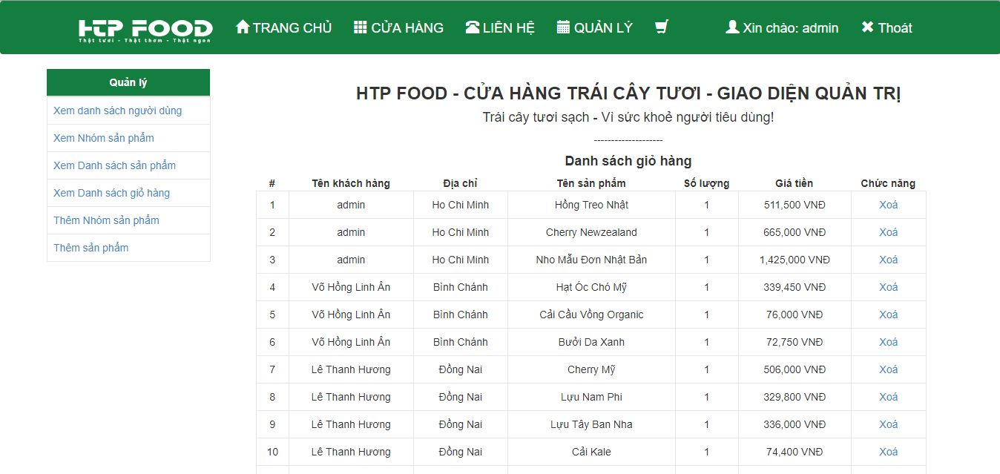 HTP FOOD
Thật tươi - Thật thơm - Thật ngon
TRANG CHỦ CỬA HÀNG LIÊN HỆ QUẢN LÝ Xin chào: admin Thoát
Quản lý
Xem danh sách người dùng
Xem Nhóm sản phẩm
Xem Danh sách sản phẩm
Xem Danh sách giỏ hàng
Thêm Nhóm sản phẩm
Thêm sản phẩm
HTP FOOD - CỬA HÀNG TRÁI CÂY TƯƠI - GIAO DIỆN QUẢN TRỊ
Trái cây tươi sạch - Vì sức khoẻ người tiêu dùng!
--------------------
Danh sách giỏ hàng
# Tên khách hàng Địa chỉ Tên sản phẩm Số lượng Giá tiền Chức năng
1 admin Ho Chi Minh Hồng Treo Nhật 1 511,500 VNĐ Xoá
2 admin Ho Chi Minh Cherry Newzealand 1 665,000 VNĐ Xoá
3 admin Ho Chi Minh Nho Mẫu Đơn Nhật Bản 1 1,425,000 VNĐ Xoá
4 Võ Hồng Linh Ân Bình Chánh Hạt Óc Chó Mỹ 1 339,450 VNĐ Xoá
5 Võ Hồng Linh Ân Bình Chánh Cải Cầu Vồng Organic 1 76,000 VNĐ Xoá
6 Võ Hồng Linh Ân Bình Chánh Bưởi Da Xanh 1 72,750 VNĐ Xoá
7 Lê Thanh Hương Đồng Nai Cherry Mỹ 1 506,000 VNĐ Xoá
8 Lê Thanh Hương Đồng Nai Lựu Nam Phi 1 329,800 VNĐ Xoá
9 Lê Thanh Hương Đồng Nai Lựu Tây Ban Nha 1 336,000 VNĐ Xoá
10 Lê Thanh Hương Đồng Nai Cải Kale 1 74,400 VNĐ Xoá